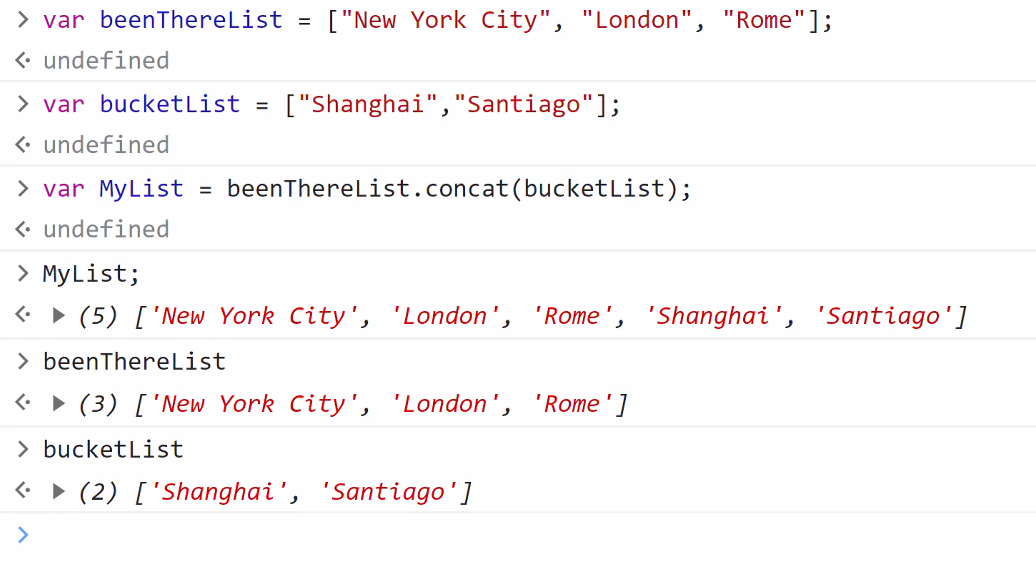 > var beenThereList = ["New York City", "London", "Rome"];
undefined
> var bucketList = ["Shanghai","Santiago"];
undefined
> var MyList = beenThereList.concat(bucketList);
undefined
> MyList;
(5) ['New York City', 'London', 'Rome', 'Shanghai', 'Santiago']
> beenThereList
(3) ['New York City', 'London', 'Rome']
> bucketList
(2) ['Shanghai', 'Santiago']
>